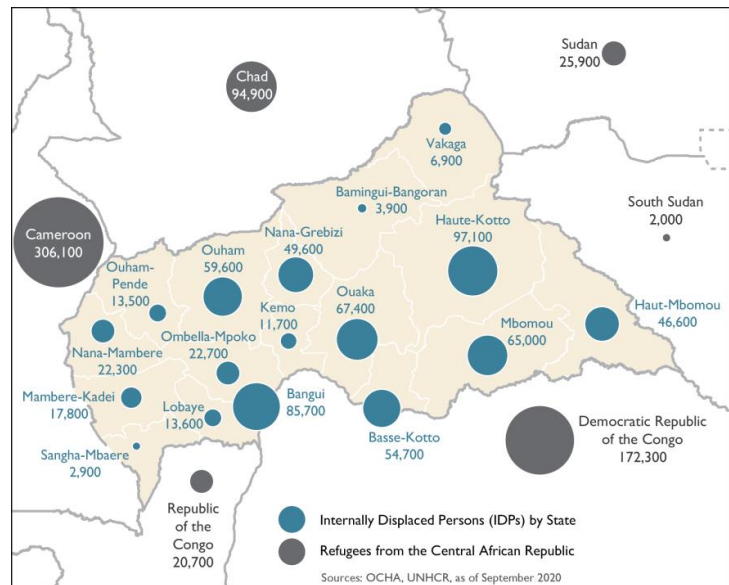 Sudan
25,900
Chad
94,900
Vakaga
6,900
Bamingui-Bangoran
3,900
South Sudan
2,000
Cameroon
306,100
Haute-Kotto
97,100
Nana-Grebizi
49,600
Ouham
59,600
Ouham-
Pende
13,500
Ouaka
67,400
Kemo
11,700
Haut-Mbomou
46,600
Mbomou
65,000
Ombella-Mpoko
22,700
Nana-Mambere
22,300
Mambere-Kadei
17,800
Lobaye
13,600
Bangui
85,700
Basse-Kotto
54,700
Democratic Republic
of the Congo
172,300
Sangha-Mbaere
2,900
Republic
of the
Congo
20,700
Internally Displaced Persons (IDPs) by State
Refugees from the Central African Republic
Sources: OCHA, UNHCR, as of September 2020